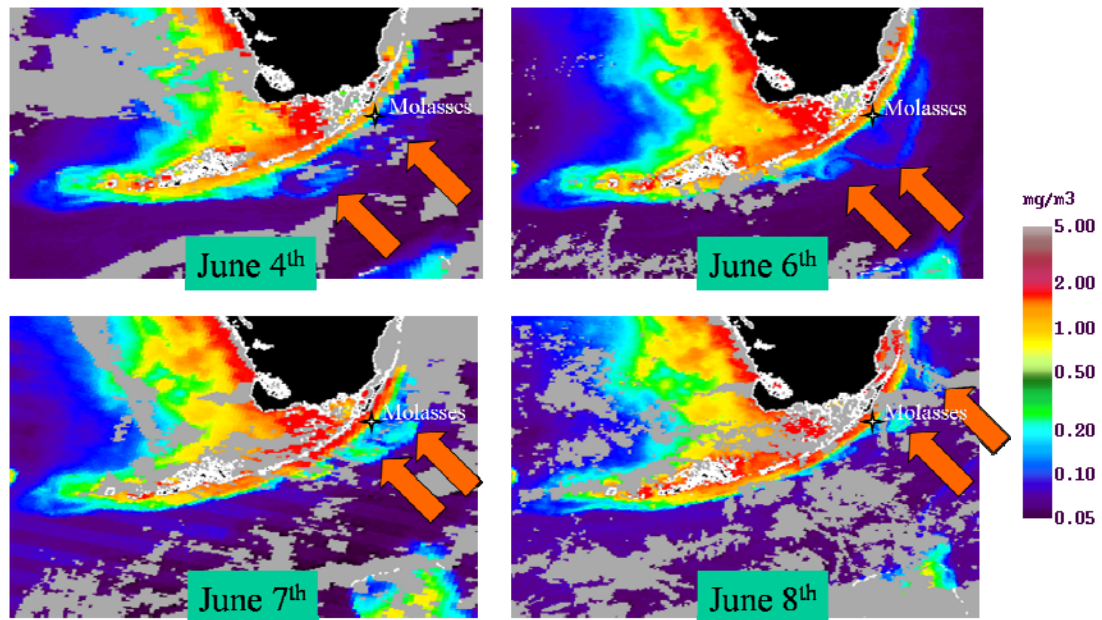 Molasses
June 4th
Molasses
June 6th
mg/m3
5.00
2.00
1.00
0.50
0.20
0.10
0.05
Molasses
June 7th
Molasses
June 8th